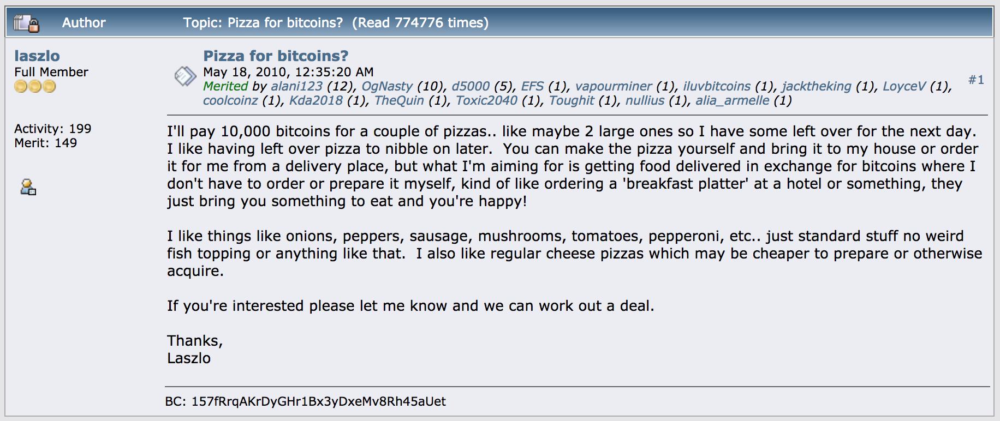 Author Topic: Pizza for bitcoins? (Read 774776 times)
laszlo
Full Member
Activity: 199
Merit: 149
Pizza for bitcoins?
May 18, 2010, 12:35:20 AM
#1
Merited by alani123 (12), OgNasty (10), d5000 (5), EFS (1), vapourminer (1), iluvbitcoins (1), jacktheking (1), LoyceV (1),
coolcoinz (1), Kda2018 (1), TheQuin (1), Toxic2040 (1), Toughit (1), nullius (1), alia_armelle (1)
I'll pay 10,000 bitcoins for a couple of pizzas.. like maybe 2 large ones so I have some left over for the next day.
I like having left over pizza to nibble on later.  You can make the pizza yourself and bring it to my house or order
it for me from a delivery place, but what I'm aiming for is getting food delivered in exchange for bitcoins where I
don't have to order or prepare it myself, kind of like ordering a 'breakfast platter' at a hotel or something, they
just bring you something to eat and you're happy!
I like things like onions, peppers, sausage, mushrooms, tomatoes, pepperoni, etc.. just standard stuff no weird
fish topping or anything like that.  I also like regular cheese pizzas which may be cheaper to prepare or otherwise
acquire.
If you're interested please let me know and we can work out a deal.
Thanks,
Laszlo
BC: 157fRrqAKrDyGHr1Bx3yDxeMv8Rh45aUet